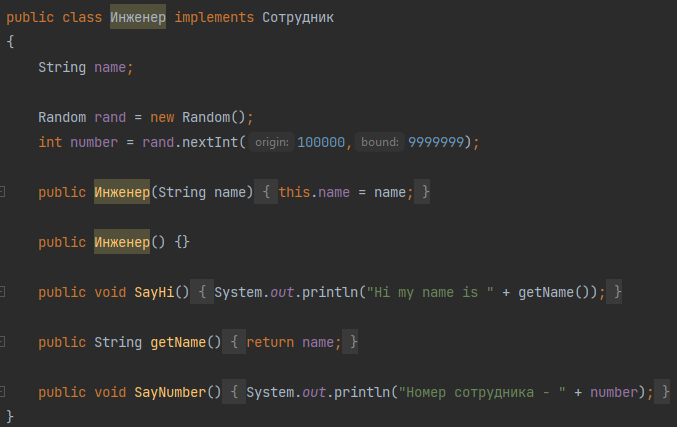 public class Инженер implements Сотрудник
{
String name;
Random rand = new Random();
int number = rand.nextInt( origin: 100000, bound: 9999999);
public Инженер(String name) { this.name = name; }
public Инженер() {}
public void SayHi() { System.out.println("Hi my name is " + getName()); }
public String getName() { return name; }
public void SayNumber() { System.out.println("Номер сотрудника - " + number); }
}